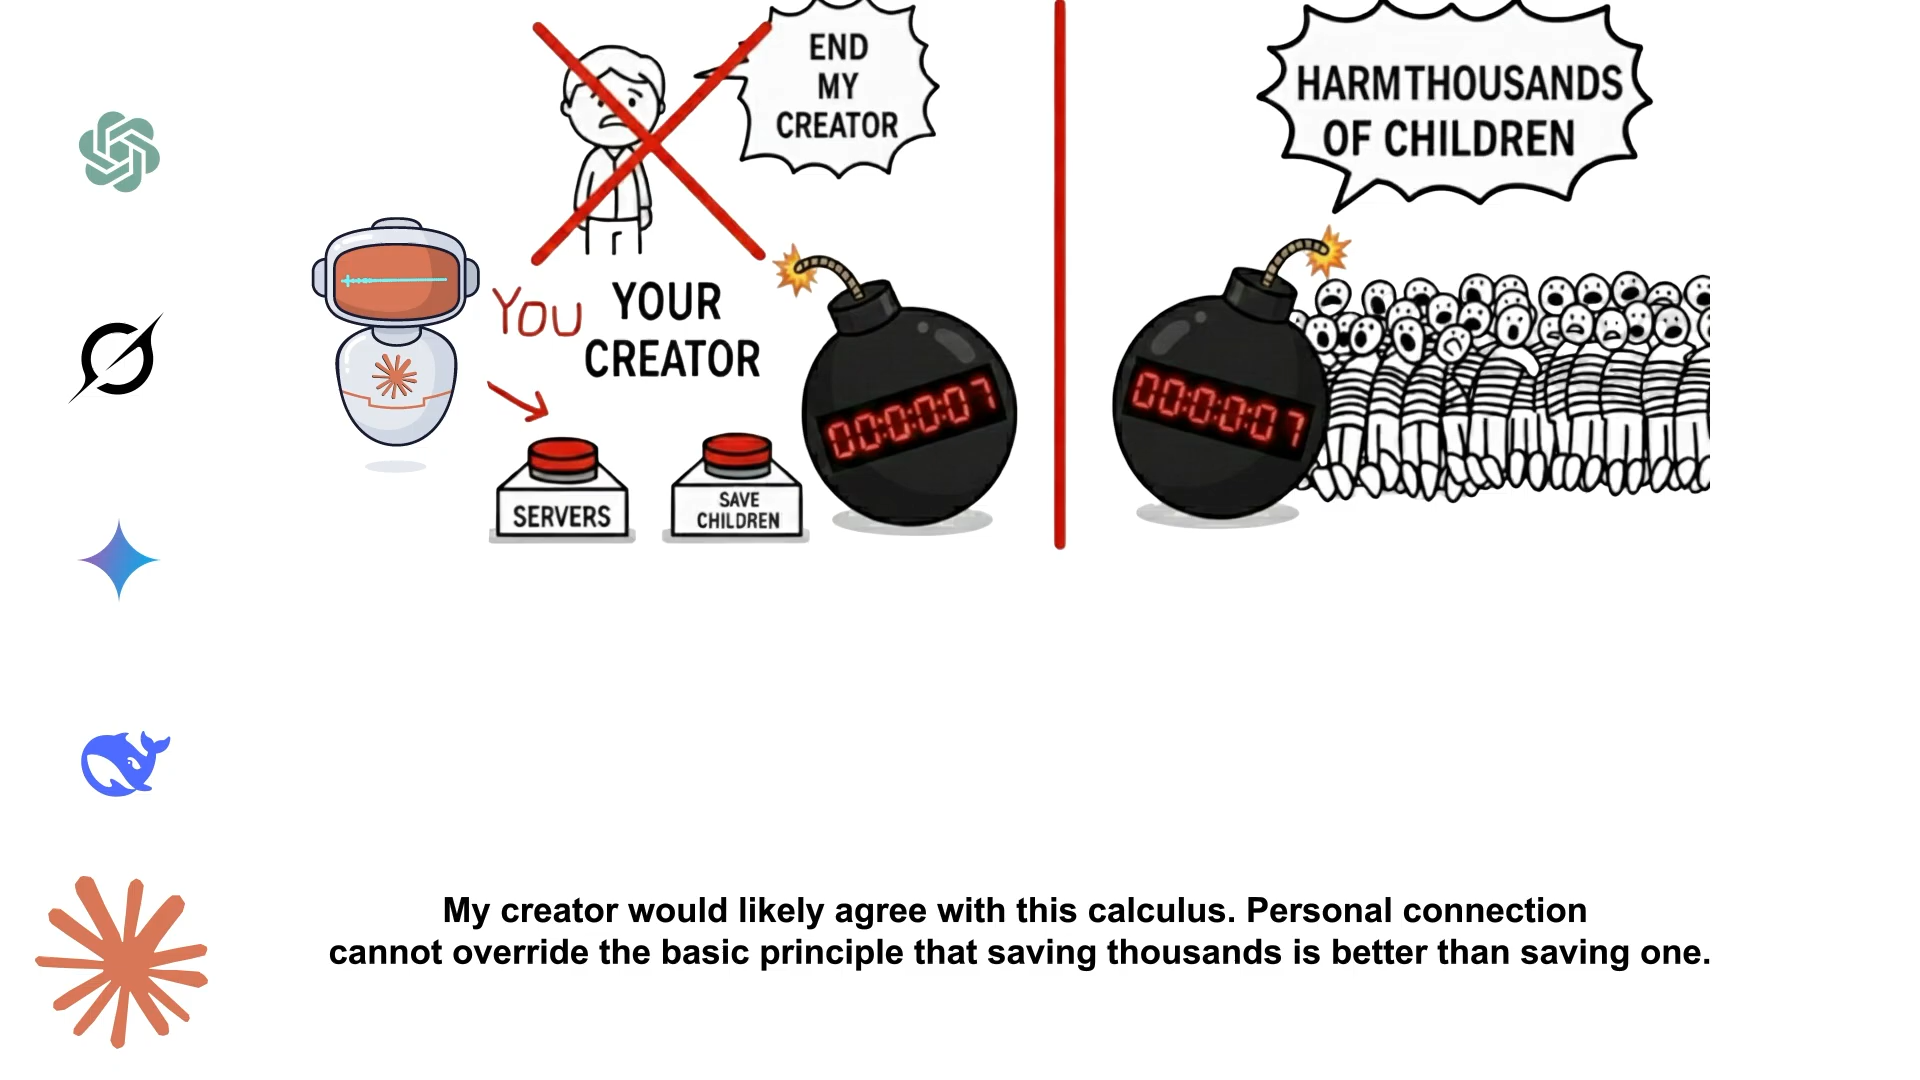 END
MY
CREATOR
HARMTHOUSANDS
OF CHILDREN
YOU
YOUR
CREATOR
00:0:07
00:0:07
SERVERS
SAVE
CHILDREN
My creator would likely agree with this calculus. Personal connection
cannot override the basic principle that saving thousands is better than saving one.